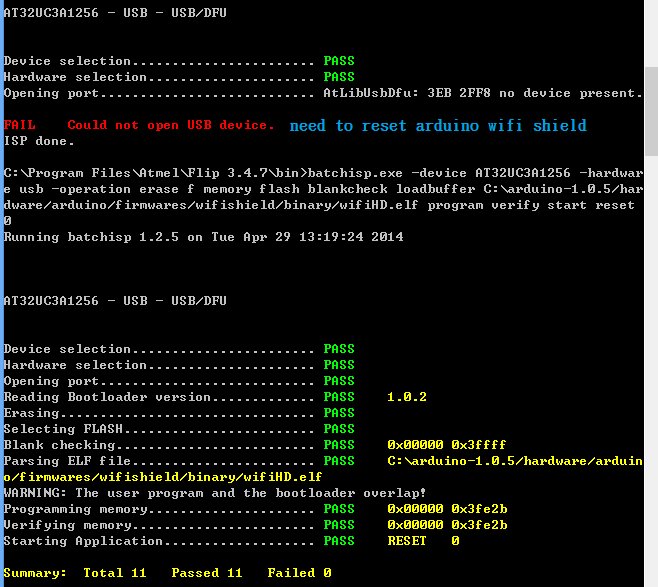 AT32UC3A1256 - USB - USB/DFU
Device selection....................... PASS
Hardware selection..................... PASS
Opening port........................... AtLibUsbDfu: 3EB 2FF8 no device present.
FAIL    Could not open USB device.  need to reset arduino wifi shield
ISP done.
C:\Program Files\Atmel\Flip 3.4.7\bin>batchisp.exe -device AT32UC3A1256 -hardwar
e usb -operation erase f memory flash blankcheck loadbuffer C:\arduino-1.0.5/har
dware/arduino/firmwares/wifishield/binary/wifiHD.elf program verify start reset
0
Running batchisp 1.2.5 on Tue Apr 29 13:19:24 2014
AT32UC3A1256 - USB - USB/DFU
Device selection....................... PASS
Hardware selection..................... PASS
Opening port........................... PASS
Reading Bootloader version............. PASS    1.0.2
Erasing................................ PASS
Selecting FLASH........................ PASS
Blank checking......................... PASS    0x00000 0x3ffff
Parsing ELF file....................... PASS    C:\arduino-1.0.5/hardware/arduin
o/firmwares/wifishield/binary/wifiHD.elf
WARNING: The user program and the bootloader overlap!
Programming memory..................... PASS    0x00000 0x3fe2b
Verifying memory....................... PASS    0x00000 0x3fe2b
Starting Application................... PASS    RESET   0
Summary:  Total 11   Passed 11   Failed 0